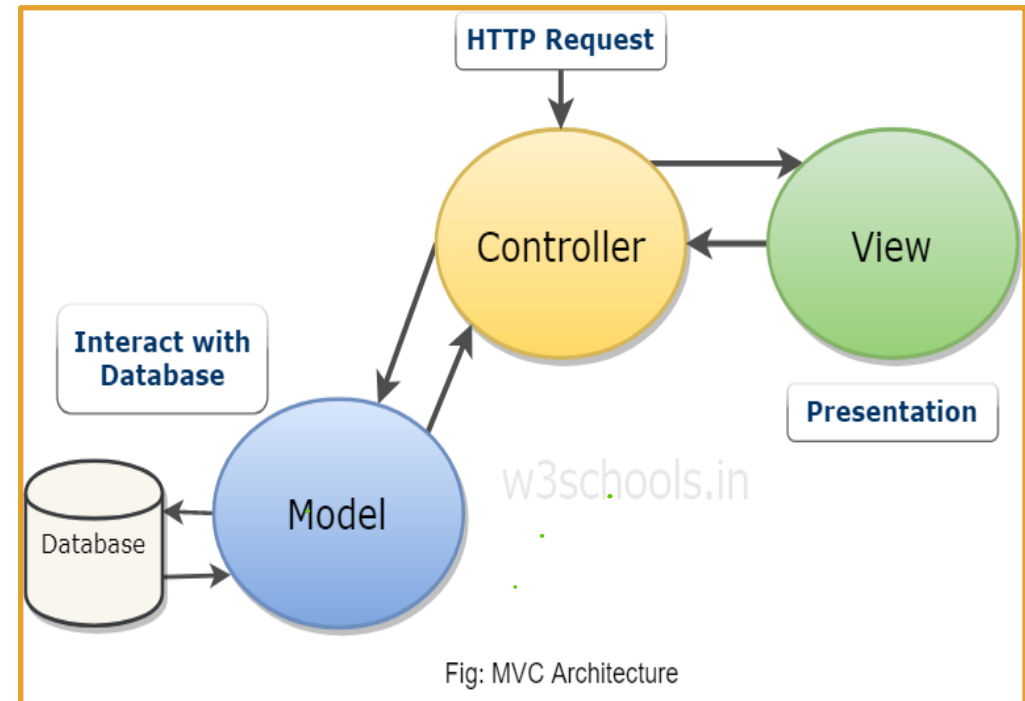 HTTP Request
Controller
View
Interact with
Database
Presentation
w3schools.in
Model
Database
Fig: MVC Architecture